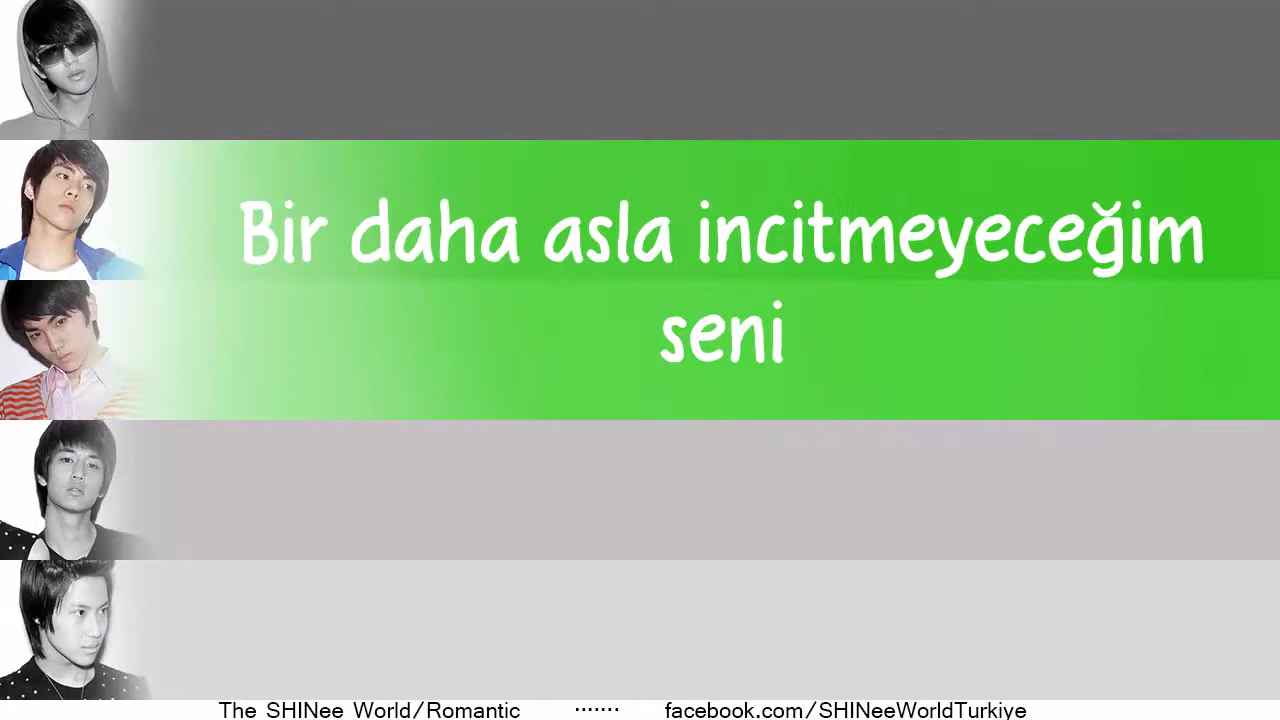 Bir daha asla incitmeyeceğim
seni
The SHINee World/Romantic ....... facebook.com/SHINeeWorldTurkiye